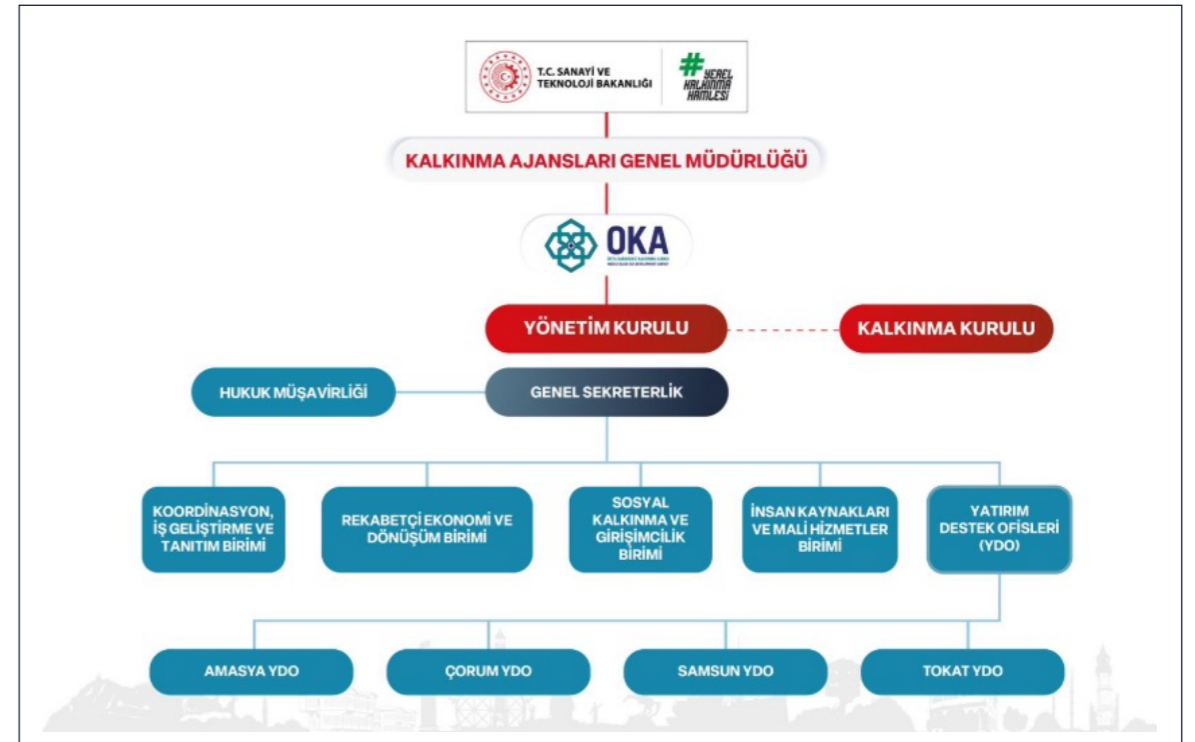 T.C. SANAYİ VE
TEKNOLOJİ BAKANLIĞI
#YEREL
KALKINMA
HAMLESİ
KALKINMA AJANSLARI GENEL MÜDÜRLÜĞÜ
OKA
YÖNETİM KURULU
KALKINMA KURULU
HUKUK MÜŞAVİRLİĞİ
GENEL SEKRETERLİK
KOORDİNASYON,
İŞ GELİŞTİRME VE
TANITIM BİRİMİ
REKABETÇİ EKONOMİ VE
DÖNÜŞÜM BİRİMİ
SOSYAL
KALKINMA VE
GİRİŞİMCİLİK
BİRİMİ
İNSAN KAYNAKLARI
VE MALİ HİZMETLER
BİRİMİ
YATIRIM
DESTEK OFİSLERİ
(YDO)
AMASYA YDO
ÇORUM YDO
SAMSUN YDO
TOKAT YDO